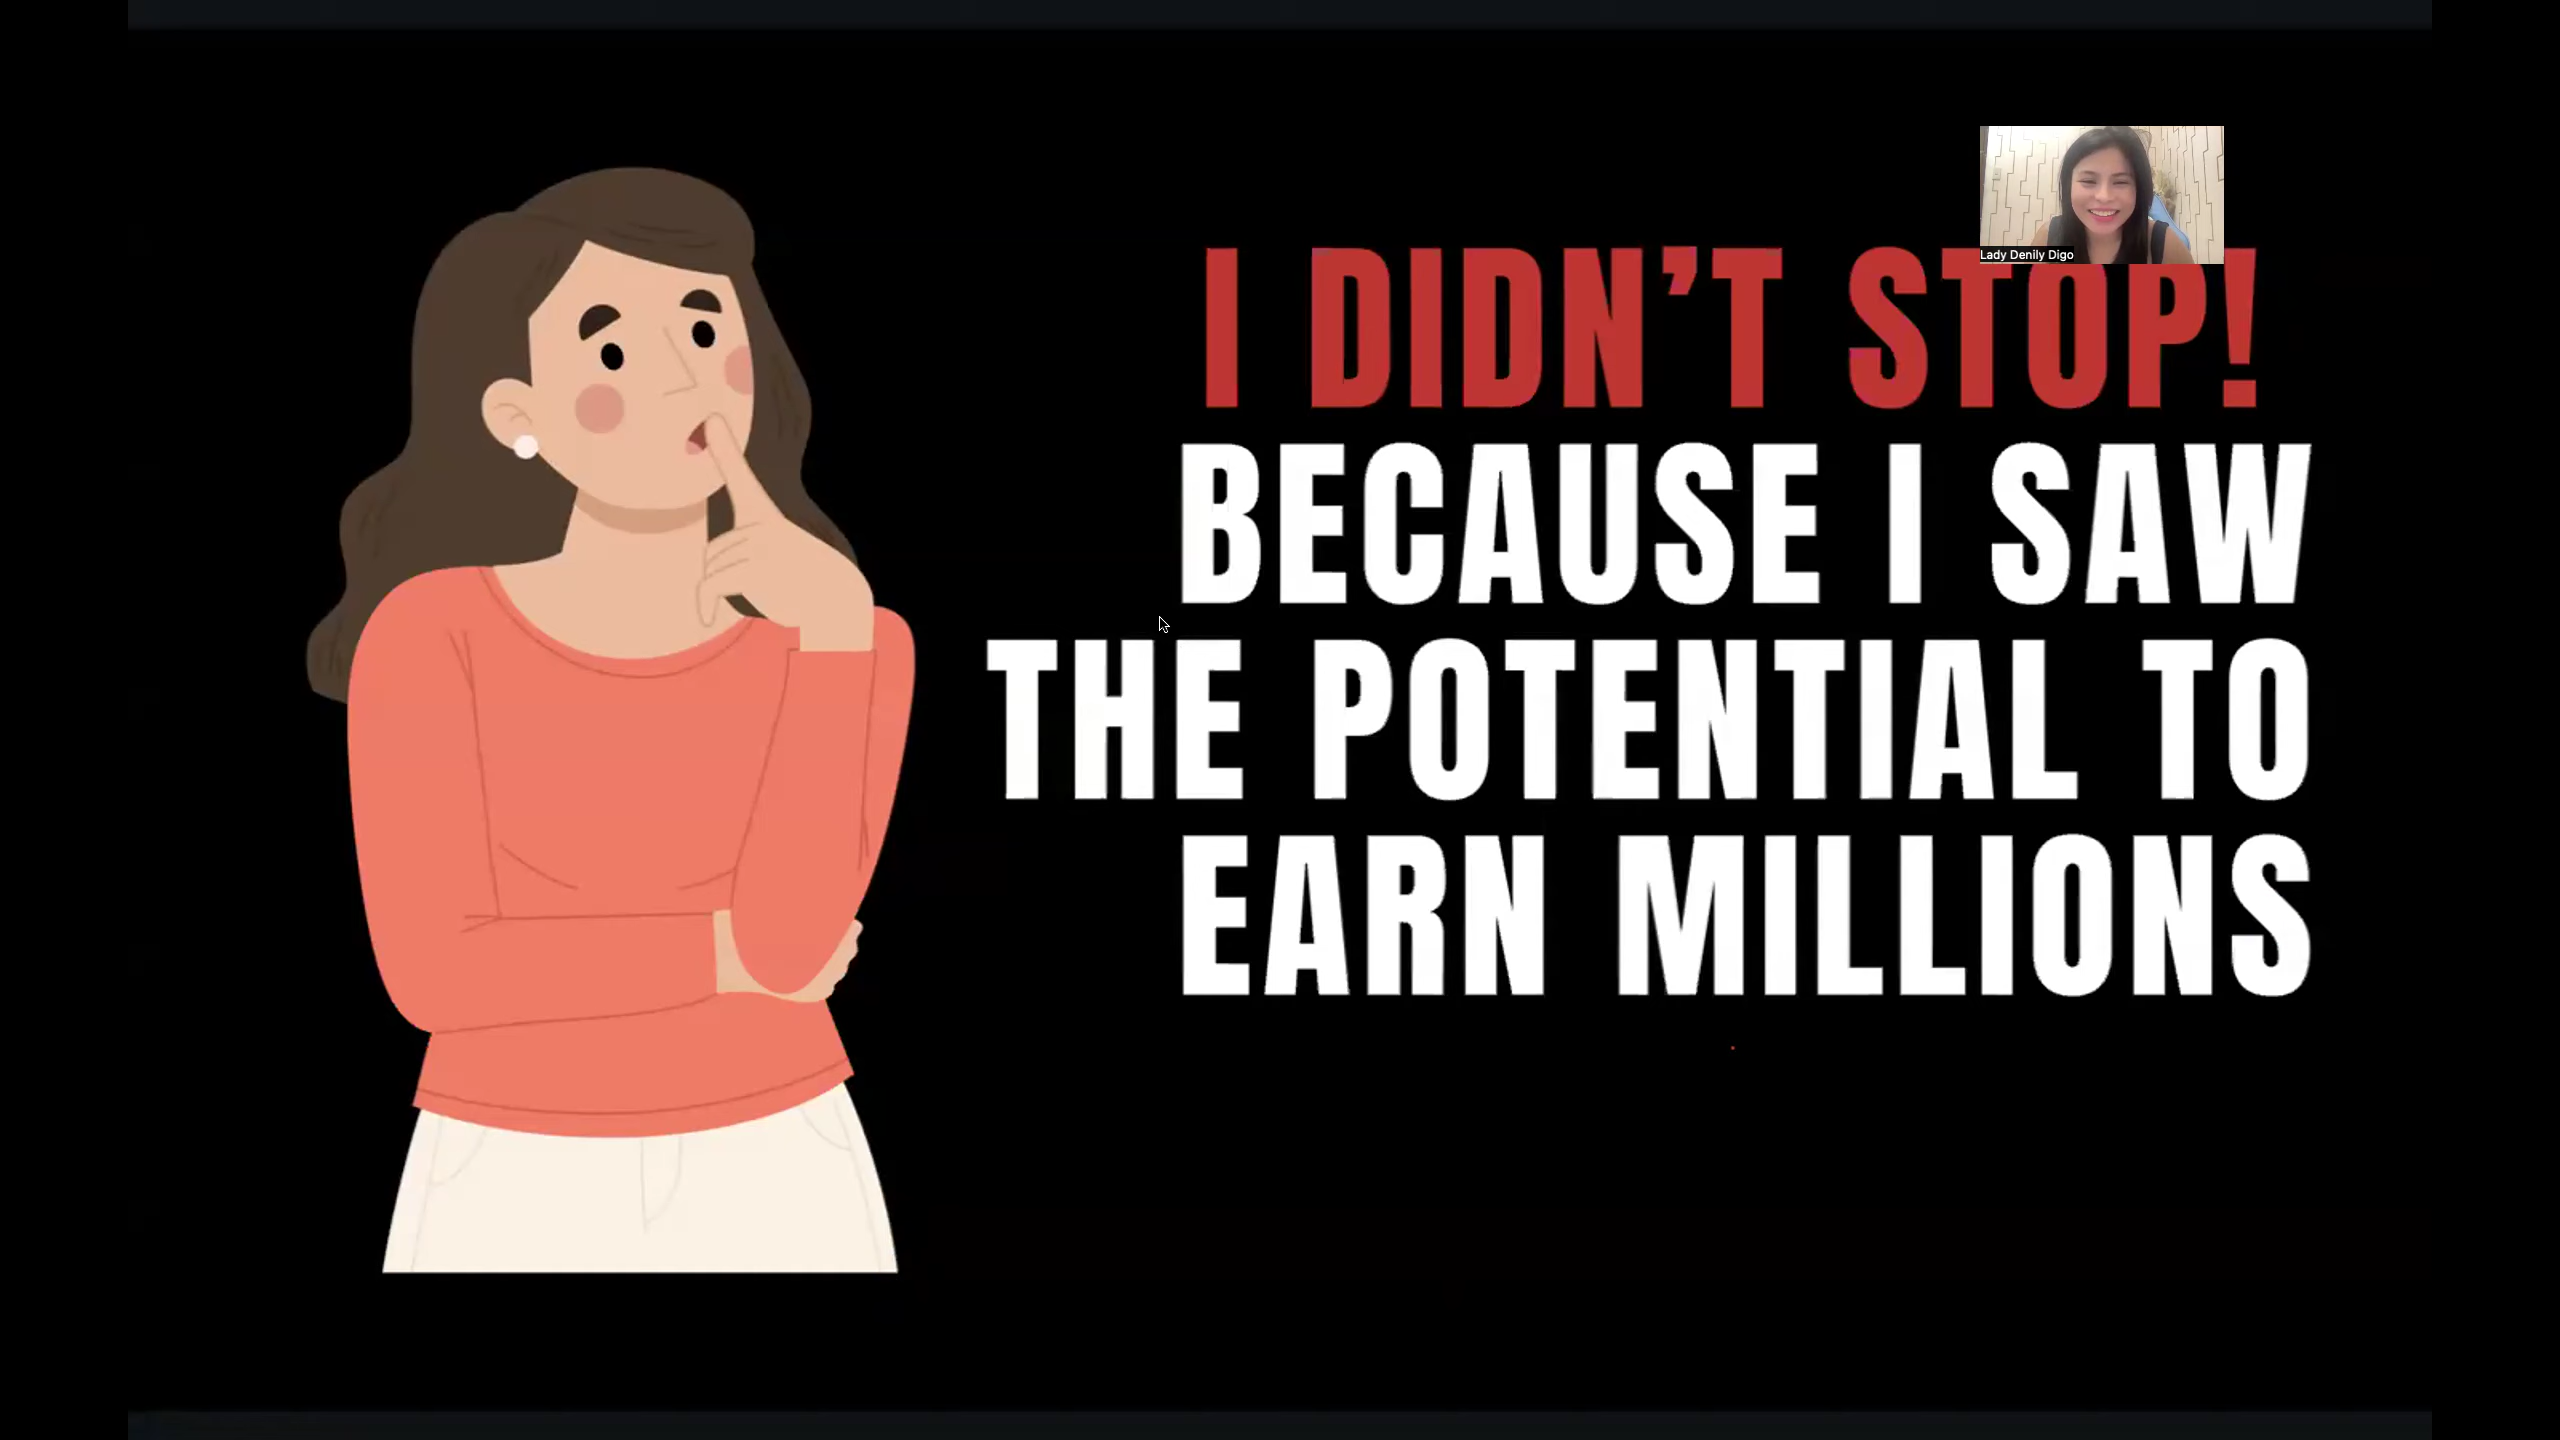 Lady Denily Digo
I DIDN'T STOP!
BECAUSE I SAW
THE POTENTIAL TO
EARN MILLIONS